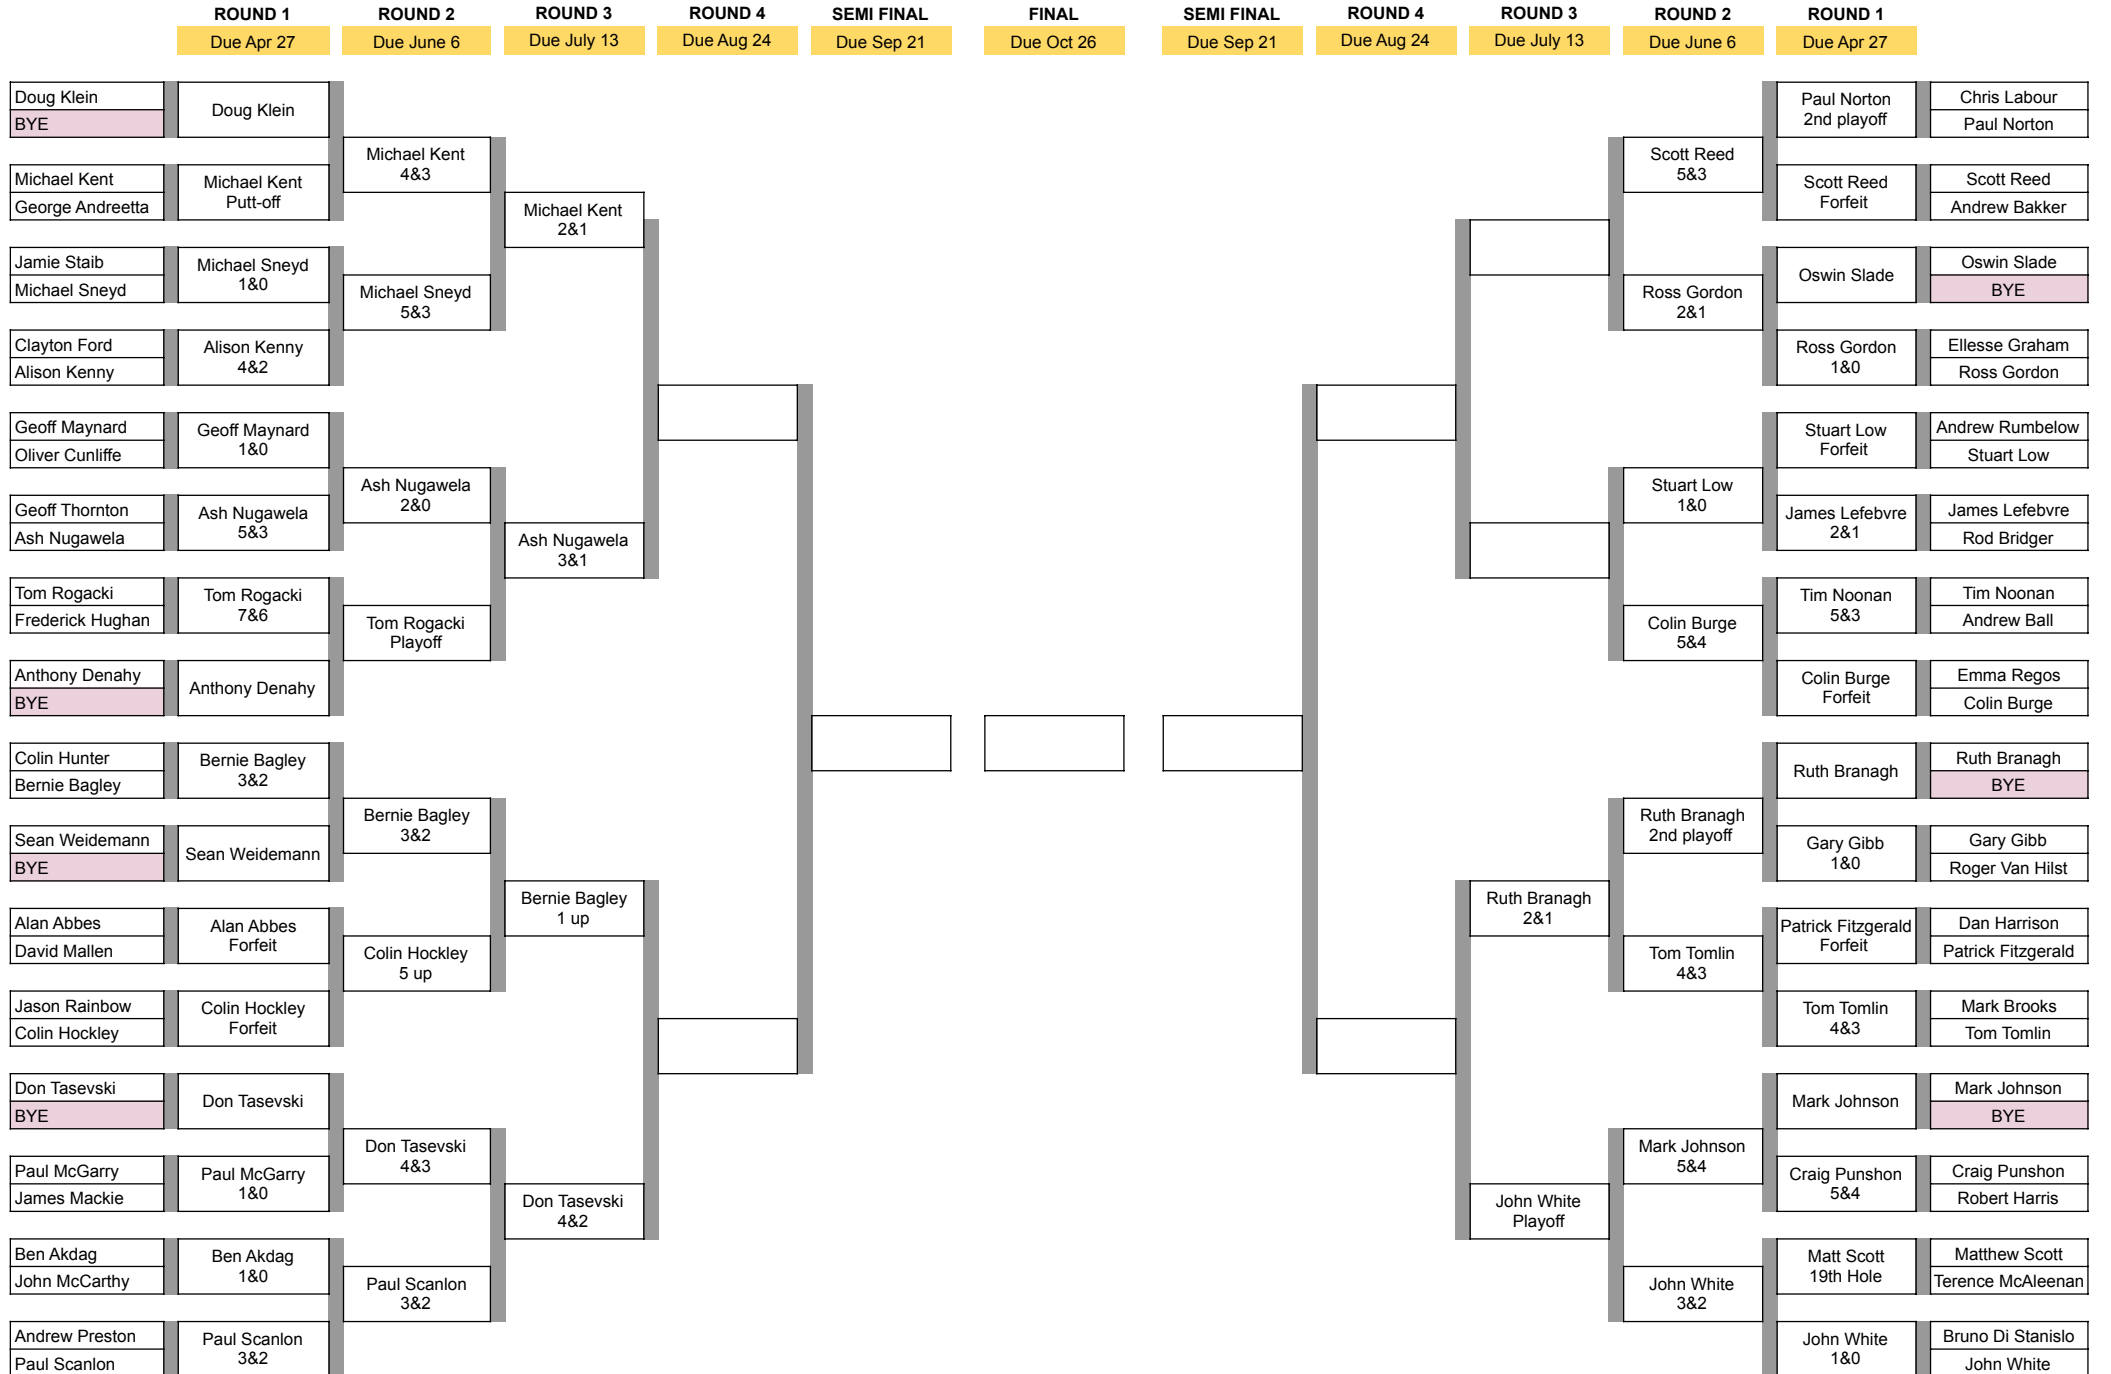 ROUND 1
ROUND 2
ROUND 3
ROUND 4
SEMI FINAL
FINAL
SEMI FINAL
ROUND 4
ROUND 3
ROUND 2
ROUND 1
Due Apr 27
Due June 6
Due July 13
Due Aug 24
Due Sep 21
Due Oct 26
Due Sep 21
Due Aug 24
Due July 13
Due June 6
Due Apr 27
Doug Klein
BYE
Michael Kent
George Andreetta
Jamie Staib
Michael Sneyd
Clayton Ford
Alison Kenny
Geoff Maynard
Oliver Cunliffe
Geoff Thornton
Ash Nugawela
Tom Rogacki
Frederick Hughan
Anthony Denahy
BYE
Colin Hunter
Bernie Bagley
Sean Weidemann
BYE
Alan Abbes
David Mallen
Jason Rainbow
Colin Hockley
Don Tasevski
BYE
Paul McGarry
James Mackie
Ben Akdag
John McCarthy
Andrew Preston
Paul Scanlon
Doug Klein
Michael Kent
Putt-off
Michael Sneyd
1&0
Alison Kenny
4&2
Geoff Maynard
1&0
Ash Nugawela
5&3
Tom Rogacki
7&6
Anthony Denahy
Bernie Bagley
3&2
Sean Weidemann
Alan Abbes
Forfeit
Colin Hockley
Forfeit
Don Tasevski
Paul McGarry
1&0
Ben Akdag
1&0
Paul Scanlon
3&2
Michael Kent
4&3
Michael Sneyd
5&3
Ash Nugawela
2&0
Tom Rogacki
Playoff
Bernie Bagley
3&2
Colin Hockley
5 up
Don Tasevski
4&3
Paul Scanlon
3&2
Michael Kent
2&1
Ash Nugawela
3&1
Bernie Bagley
1 up
Don Tasevski
4&2
Ruth Branagh
2&1
John White
Playoff
Scott Reed
5&3
Ross Gordon
2&1
Stuart Low
1&0
Colin Burge
5&4
Ruth Branagh
2nd playoff
Tom Tomlin
4&3
Mark Johnson
5&4
John White
3&2
Paul Norton
2nd playoff
Scott Reed
Forfeit
Oswin Slade
Ross Gordon
1&0
Stuart Low
Forfeit
James Lefebvre
2&1
Tim Noonan
5&3
Colin Burge
Forfeit
Ruth Branagh
Gary Gibb
1&0
Patrick Fitzgerald
Forfeit
Tom Tomlin
4&3
Mark Johnson
Craig Punshon
5&4
Matt Scott
19th Hole
John White
1&0
Chris Labour
Paul Norton
Scott Reed
Andrew Bakker
Oswin Slade
BYE
Ellesse Graham
Ross Gordon
Andrew Rumbelow
Stuart Low
James Lefebvre
Rod Bridger
Tim Noonan
Andrew Ball
Emma Regos
Colin Burge
Ruth Branagh
BYE
Gary Gibb
Roger Van Hilst
Dan Harrison
Patrick Fitzgerald
Mark Brooks
Tom Tomlin
Mark Johnson
BYE
Craig Punshon
Robert Harris
Matthew Scott
Terence McAleenan
Bruno Di Stanislo
John White